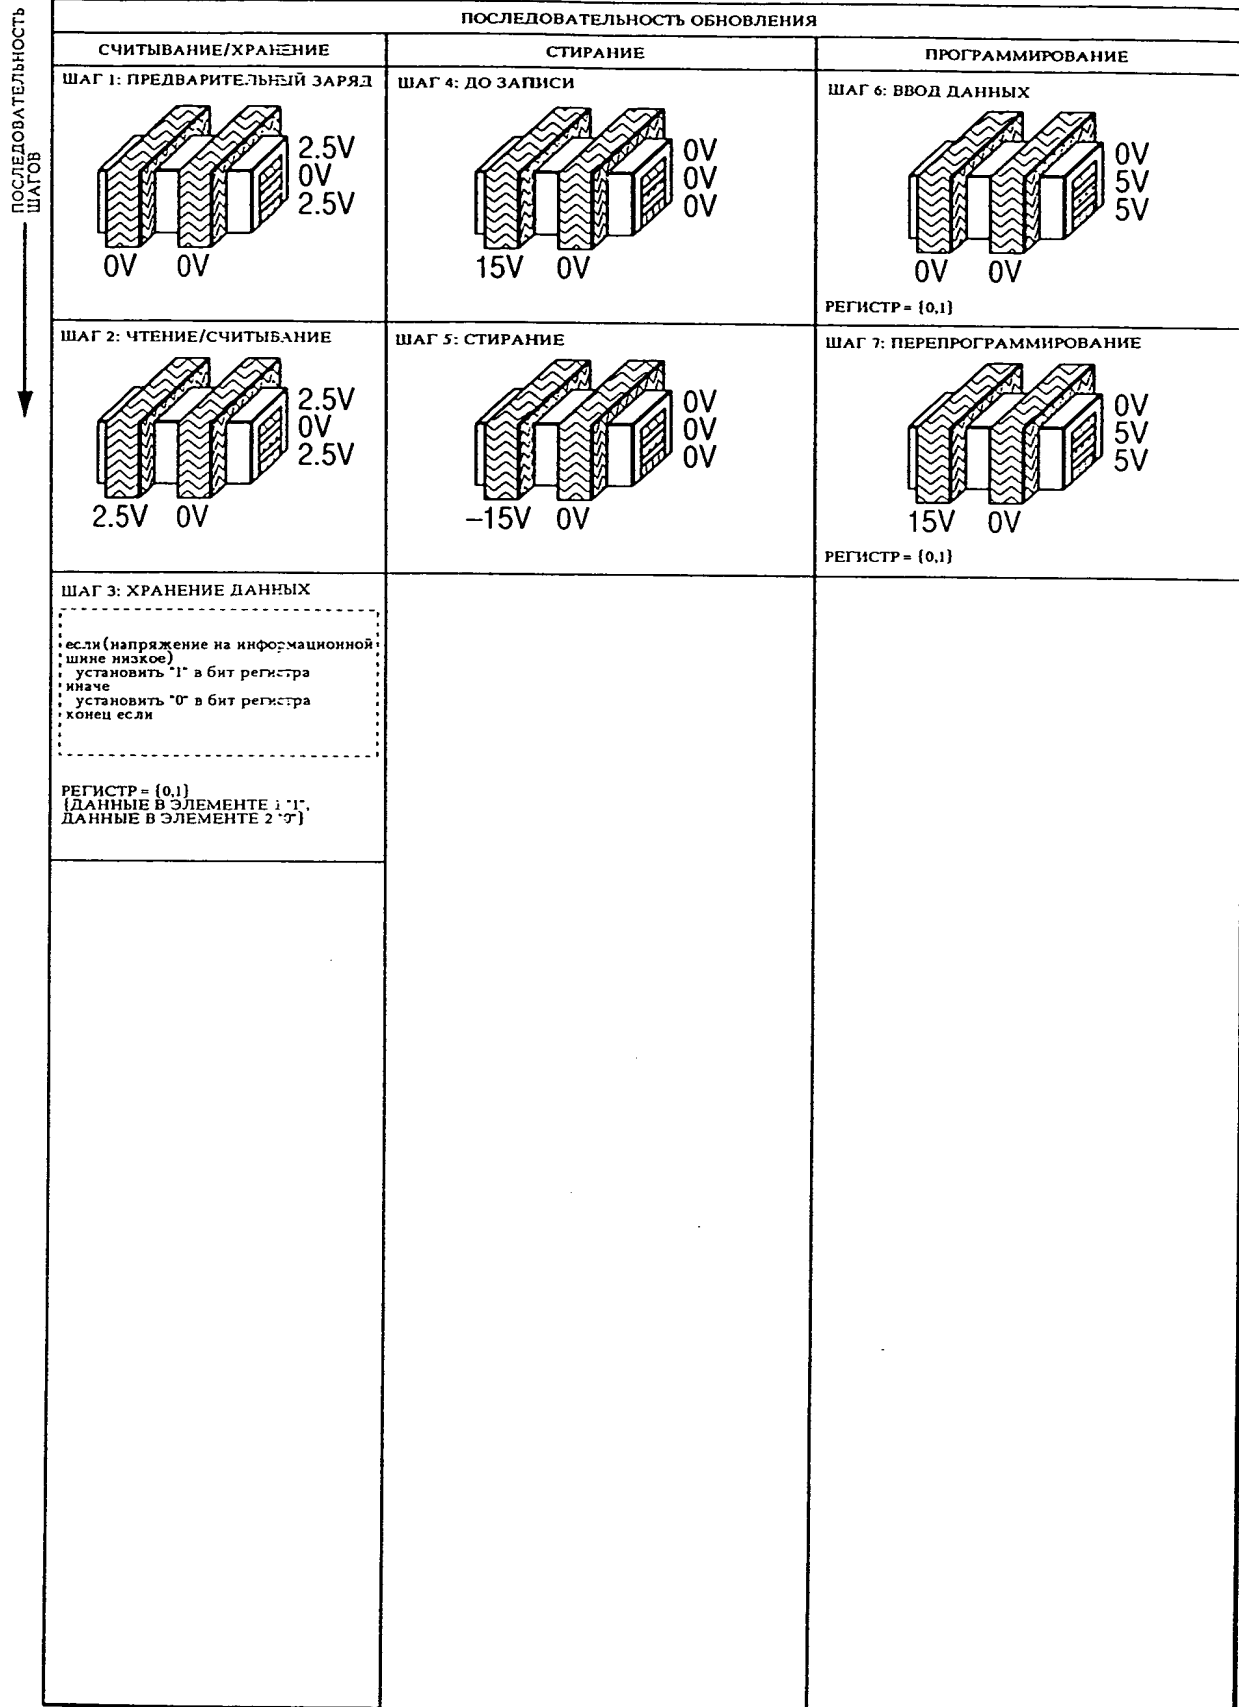 ПОСЛЕДОВАТЕЛЬНОСТЬ
ШАГОВ
ПОСЛЕДОВАТЕЛЬНОСТЬ ОБНОВЛЕНИЯ
СЧИТЫВАНИЕ/ХРАНЕНИЕ
СТИРАНИЕ
ПРОГРАММИРОВАНИЕ
ШАГ 1: ПРЕДВАРИТЕЛЬНЫЙ ЗАРЯД
2.5V
0V
2.5V
0V 0V
ШАГ 4: ДО ЗАПИСИ
0V
0V
0V
15V 0V
ШАГ 6: ВВОД ДАННЫХ
0V
5V
5V
0V 0V
РЕГИСТР = {0,1}
ШАГ 2: ЧТЕНИЕ/СЧИТЫВАНИЕ
2.5V
0V
2.5V
2.5V 0V
ШАГ 5: СТИРАНИЕ
0V
0V
0V
–15V 0V
ШАГ 7: ПЕРЕПРОГРАММИРОВАНИЕ
0V
5V
5V
15V 0V
РЕГИСТР = {0,1}
ШАГ 3: ХРАНЕНИЕ ДАННЫХ
если (напряжение на информационной
шине низкое)
установить "1" в бит регистра
иначе
установить "0" в бит регистра
конец если
РЕГИСТР = {0,1}
{ДАННЫЕ В ЭЛЕМЕНТЕ 1 "1",
ДАННЫЕ В ЭЛЕМЕНТЕ 2 "0"}